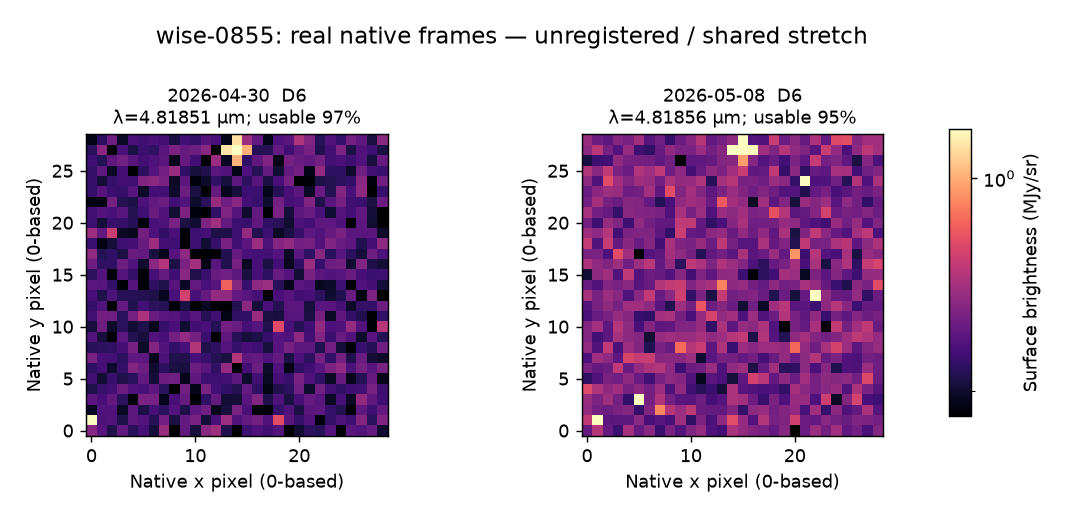 wise-0855: real native frames — unregistered / shared stretch
2026-04-30  D6
λ=4.81851 μm; usable 97%
25
20
15
10
5
0
0
10
20
Native y pixel (0-based)
Native x pixel (0-based)
2026-05-08  D6
λ=4.81856 μm; usable 95%
25
20
15
10
5
0
0
10
20
Native y pixel (0-based)
Native x pixel (0-based)
10⁰
Surface brightness (MJy/sr)